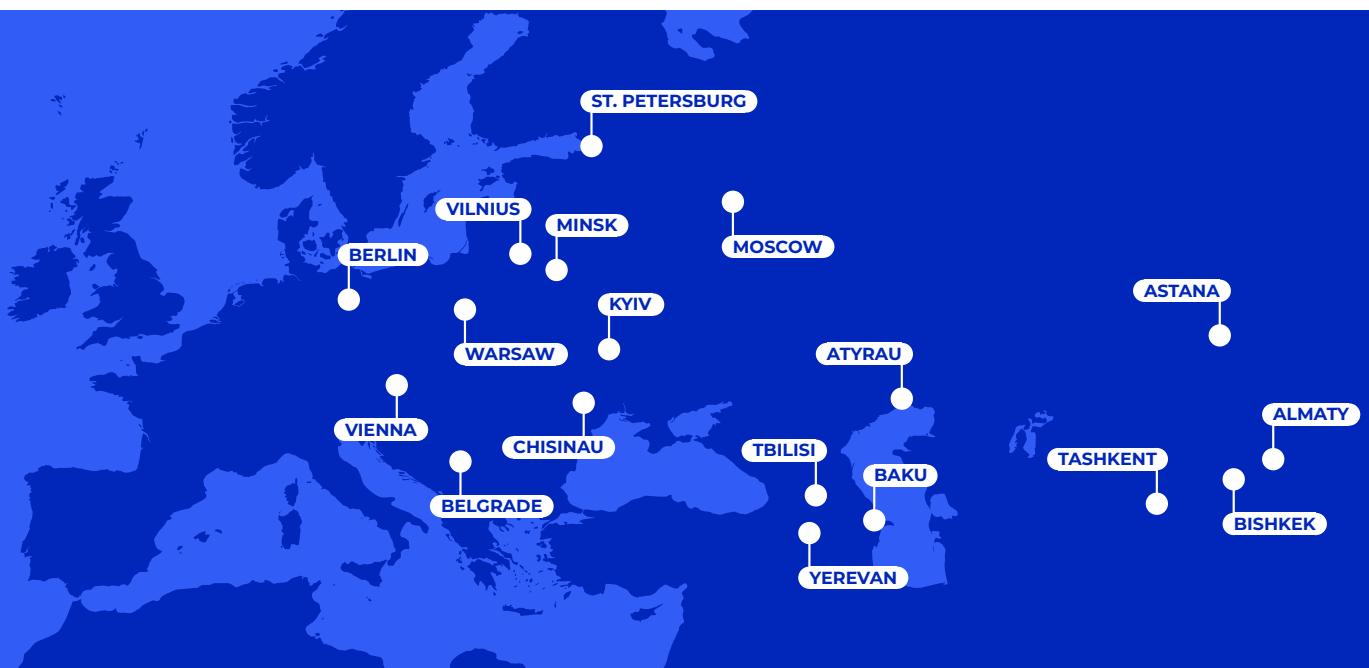 ST. PETERSBURG
VILNIUS
MINSK
MOSCOW
BERLIN
ASTANA
KYIV
WARSAW
ATYRAU
ALMATY
VIENNA
CHISINAU
TBILISI
TASHKENT
BAKU
BELGRADE
BISHKEK
YEREVAN